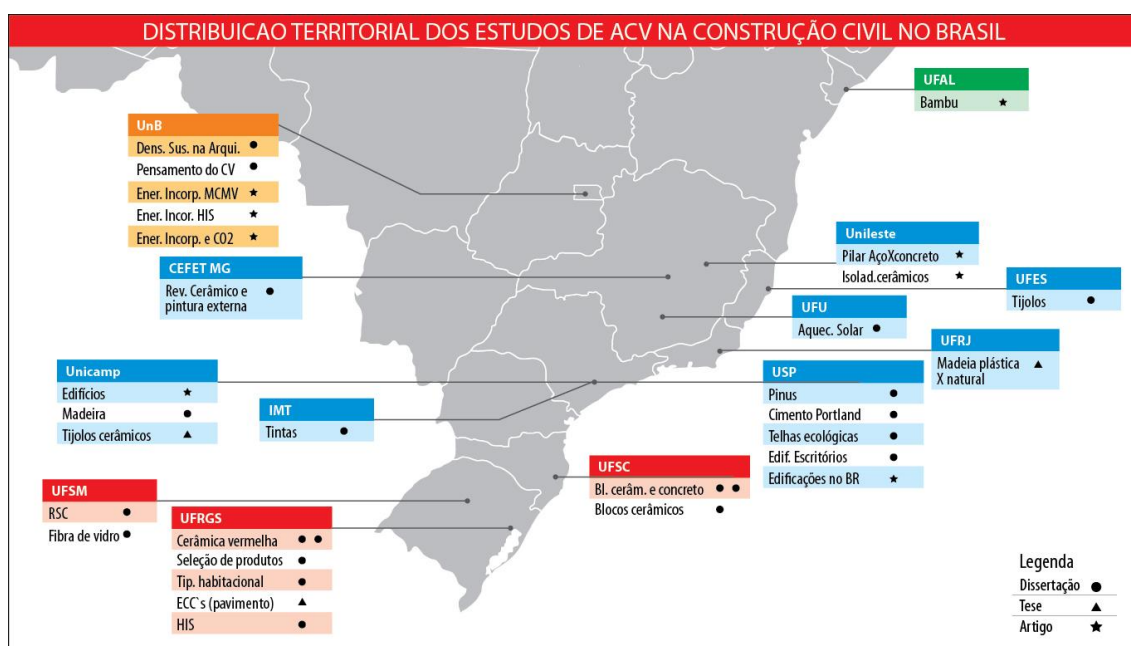 DISTRIBUICAO TERRITORIAL DOS ESTUDOS DE ACV NA CONSTRUÇÃO CIVIL NO BRASIL
UFAL
Bambu ★
UnB
Dens. Sus. na Arqui. ●
Pensamento do CV ●
Ener. Incorp. MCMV ★
Ener. Incor. HIS ★
Ener. Incorp. e CO2 ★
CEFET MG
Rev. Cerâmico e ●
pintura externa
Unileste
Pilar AçoXconcreto ★
Isolad.cerâmicos ★
UFES
Tijolos ●
UFU
Aquec. Solar ●
UFRJ
Madeia plástica ▲
X natural
Unicamp
Edifícios ★
Madeira ●
Tijolos cerâmicos ▲
IMT
Tintas ●
USP
Pinus ●
Cimento Portland ●
Telhas ecológicas ●
Edif. Escritórios ●
Edificações no BR ★
UFSC
Bl. cerâm. e concreto ● ●
Blocos cerâmicos ●
UFSM
RSC ●
Fibra de vidro ●
UFRGS
Cerâmica vermelha ● ●
Seleção de produtos ●
Tip. habitacional ●
ECC`s (pavimento) ▲
HIS ●
Legenda
Dissertação ●
Tese ▲
Artigo ★